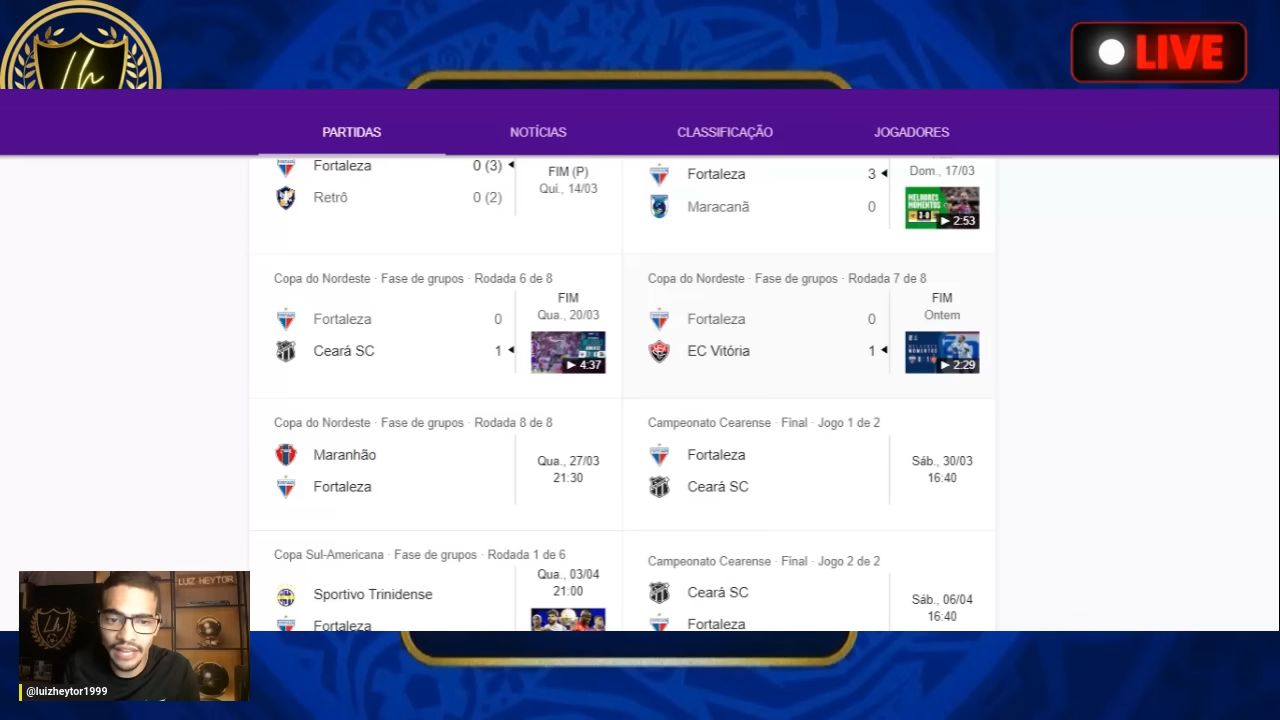 Lh
LIVE
PARTIDAS
NOTÍCIAS
CLASSIFICAÇÃO
JOGADORES
Fortaleza 0 (3)
Retrô 0 (2)
FIM (P)
Qui., 14/03
Fortaleza 3
Maracanã 0
Dom., 17/03
MELHORES
MOMENTOS
2:53
Copa do Nordeste · Fase de grupos · Rodada 6 de 8
Fortaleza 0
Ceará SC 1
FIM
Qua., 20/03
4:37
Copa do Nordeste · Fase de grupos · Rodada 7 de 8
Fortaleza 0
EC Vitória 1
FIM
Ontem
2:29
Copa do Nordeste · Fase de grupos · Rodada 8 de 8
Maranhão
Fortaleza
Qua., 27/03
21:30
Campeonato Cearense · Final · Jogo 1 de 2
Fortaleza
Ceará SC
Sáb., 30/03
16:40
Copa Sul-Americana · Fase de grupos · Rodada 1 de 6
Sportivo Trinidense
Fortaleza
Qua., 03/04
21:00
Campeonato Cearense · Final · Jogo 2 de 2
Ceará SC
Fortaleza
Sáb., 06/04
16:40
LUIZ HEYTOR
Lh
@luizheytor1999